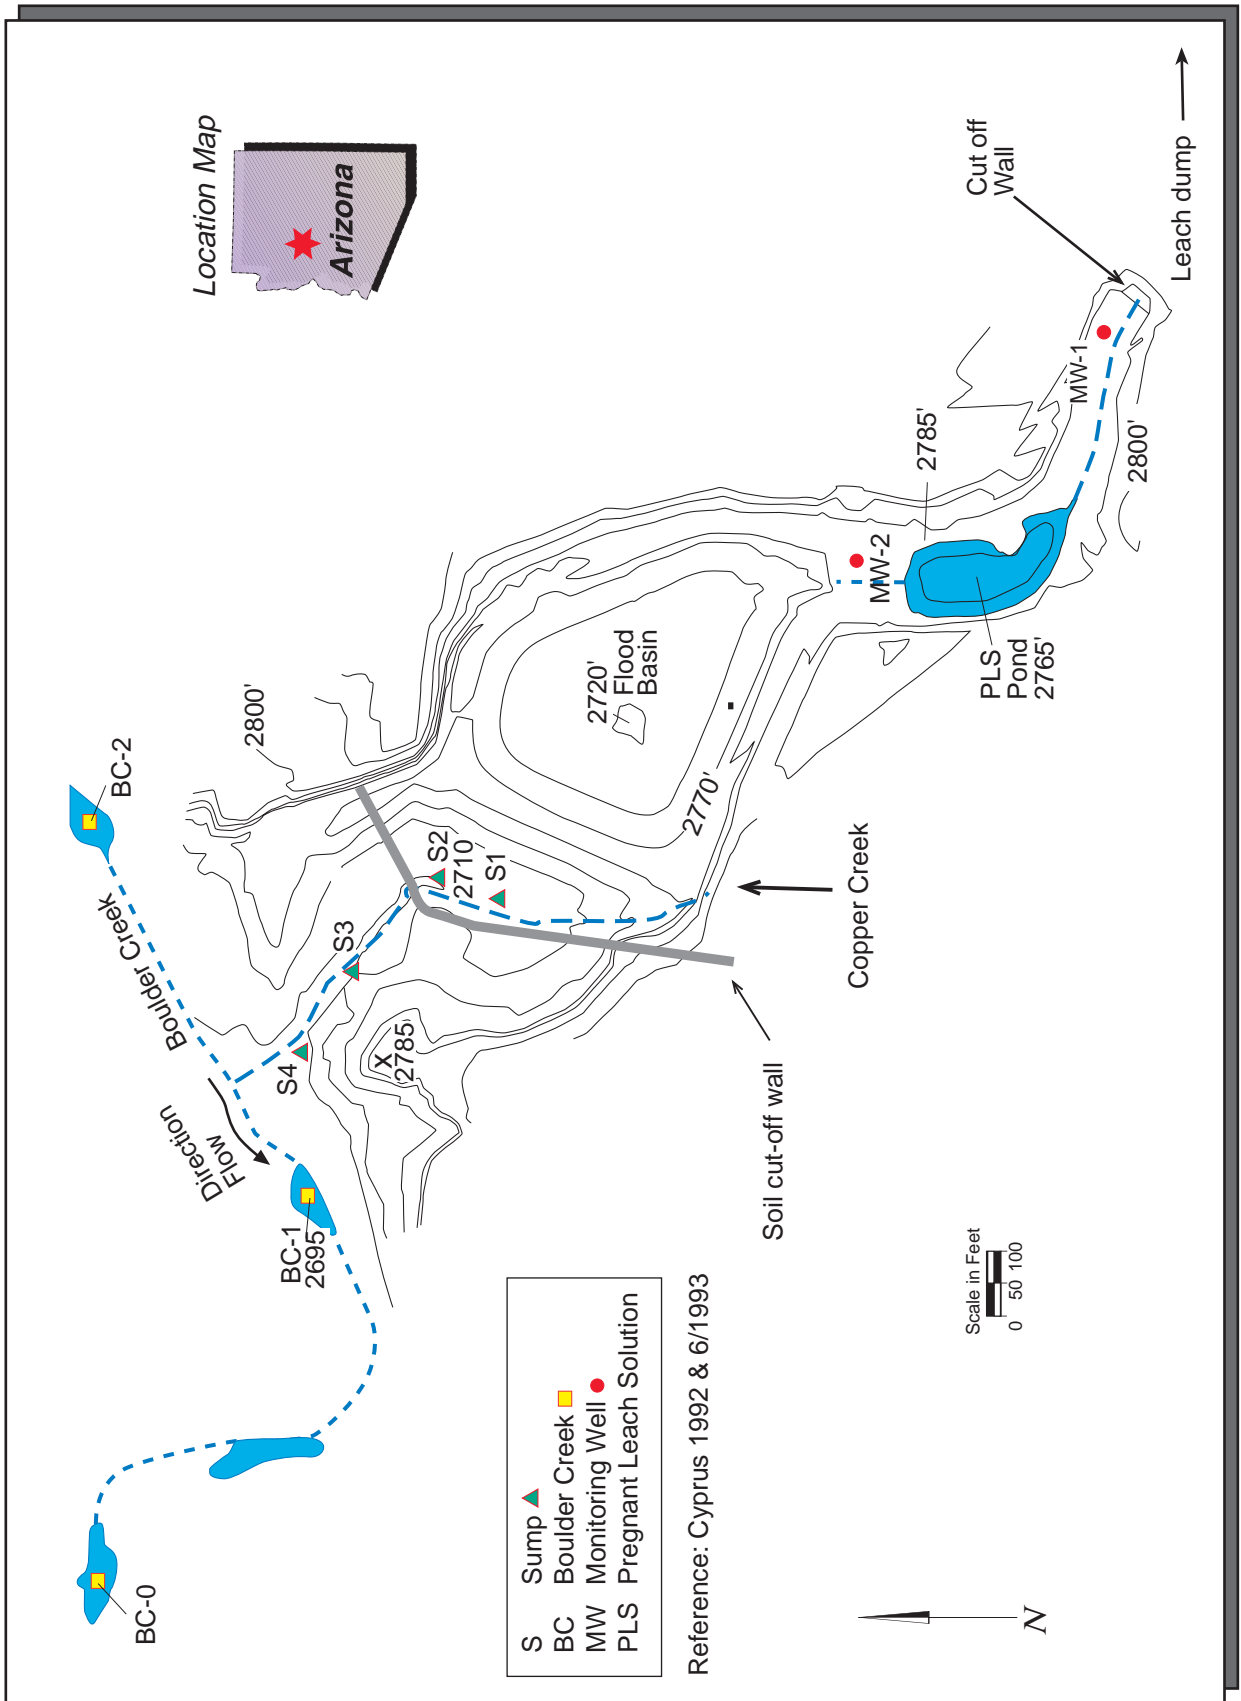 Location Map
Arizona
BC-2
Boulder Creek
2800'
Direction
Flow
S4
S3
S2
2710
S1
X
2785
BC-1
2695
BC-0
2720'
Flood
Basin
2770'
Copper Creek
Soil cut-off wall
MW-2
2785'
PLS
Pond
2765'
MW-1
2800'
Cut off
Wall
Leach dump
S Sump
BC Boulder Creek
MW Monitoring Well
PLS Pregnant Leach Solution
Reference: Cyprus 1992 & 6/1993
Scale in Feet
0 50 100
N